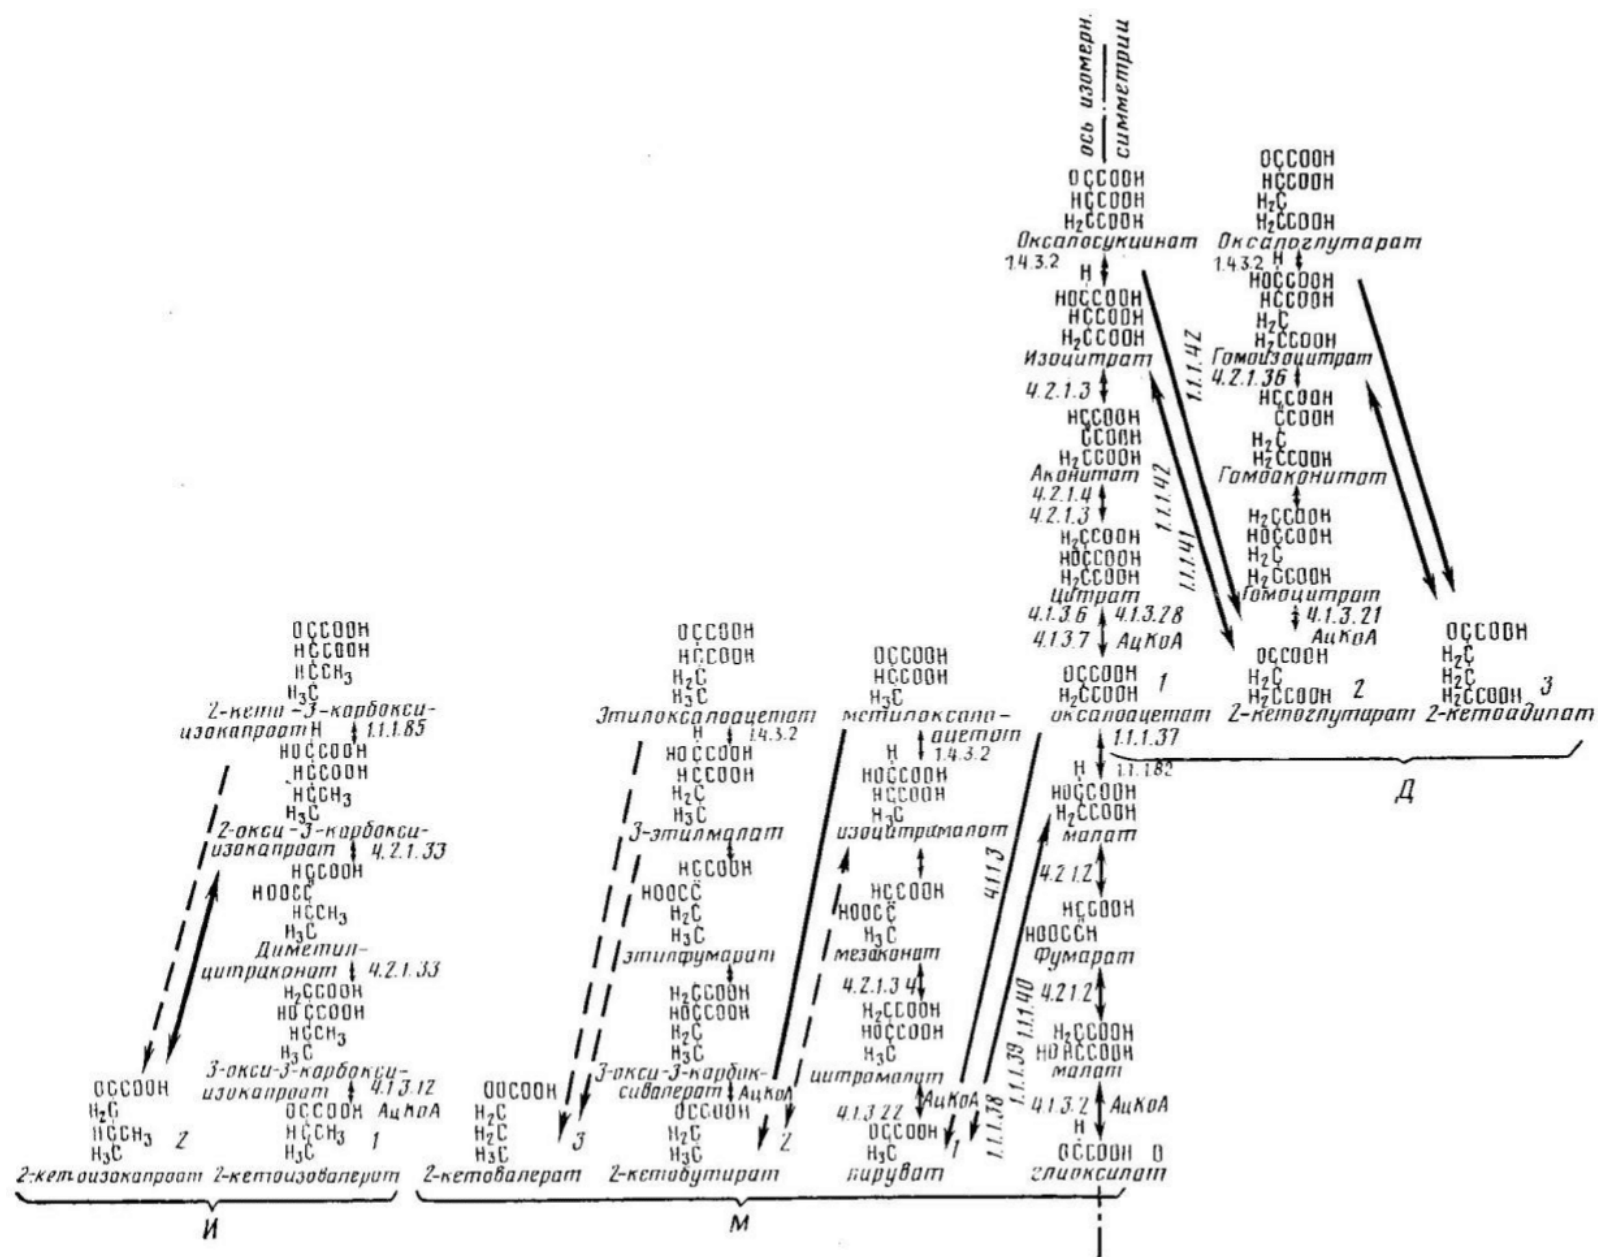 ось изомерн.
симметрии
OCCOOH
HCCOOH
H₂CCOOH
Оксалосукцинат
1.4.3.2
H
HOCCOOH
HCCOOH
H₂CCOOH
Изоцитрат
4.2.1.3
HCCOOH
CCOOH
H₂CCOOH
Аконитат
4.2.1.4
4.2.1.3
H₂CCOOH
HOCCOOH
H₂CCOOH
Цитрат
4.1.3.6 4.1.3.28
4.1.3.7 АцКоА
OCCOOH
H₂CCOOH 1
оксалоацетат
1.1.1.37
H 1.1.1.82
HOCCOOH
H₂CCOOH
малат
4.2.1.2
HCCOOH
HOOCCH
Фумарат
4.2.1.2
H₂CCOOH
HOHCCOOH
малат
4.1.3.2 АцКоА
H
OCCOOH 0
глиоксилат
OCCOOH
HCCOOH
H₂C
H₂CCOOH
Оксалоглутарат
1.4.3.2 H
HOCCOOH
HCCOOH
H₂C
H₂CCOOH
Гомоизоцитрат
4.2.1.36
HCCOOH
CCOOH
H₂C
H₂CCOOH
Гомоаконитат
H₂CCOOH
HOCCOOH
H₂C
H₂CCOOH
Гомоцитрат
4.1.3.21
АцКоА
OCCOOH
H₂C
H₂CCOOH 2
2-кетоглутарат
OCCOOH
H₂C
H₂C
H₂CCOOH 3
2-кетоадипат
1.1.1.42
1.1.1.42
1.1.1.41
Д
OCCOOH
HCCOOH
HCCH₃
H₃C
2-кето-3-карбокси-
изокапроат H 1.1.1.85
HOCCOOH
HCCOOH
HCCH₃
H₃C
2-окси-3-карбокси-
изокапроат 4.2.1.33
HCCOOH
HOOCC
HCCH₃
H₃C
Диметил-
цитраконат 4.2.1.33
H₂CCOOH
HOCCOOH
HCCH₃
H₃C
3-окси-3-карбокси-
изокапроат 4.1.3.12
OCCOOH АцКоА
HCCH₃ 1
H₃C
2-кетоизовалерат
OCCOOH
H₂C
HCCH₃ 2
H₃C
2-кетоизокапроат
И
OCCOOH
HCCOOH
H₂C
H₃C
Этилоксалоацетат
H 1.4.3.2
HOCCOOH
HCCOOH
H₂C
H₃C
3-этилмалат
HCCOOH
HOOCC
H₂C
H₃C
этилфумарат
H₂CCOOH
HOCCOOH
H₂C
H₃C
3-окси-3-карбок-
сивалерат АцКоА
OCCOOH
H₂C 2
H₃C
2-кетобутират
OOCOOH
H₂C
H₂C 3
H₃C
2-кетовалерат
OCCOOH
HCCOOH
H₃C
метилоксало-
ацетат
H 1.4.3.2
HOCCOOH
HCCOOH
H₃C
изоцитрималат
HCCOOH
HOOCC
H₃C
мезаконат
4.2.1.34
H₂CCOOH
HOCCOOH
H₃C
цитрамалат
4.1.3.22 АцКоА
OCCOOH 1
H₃C
пируват
4.1.1.3
1.1.1.40
1.1.1.39
1.1.1.38
М